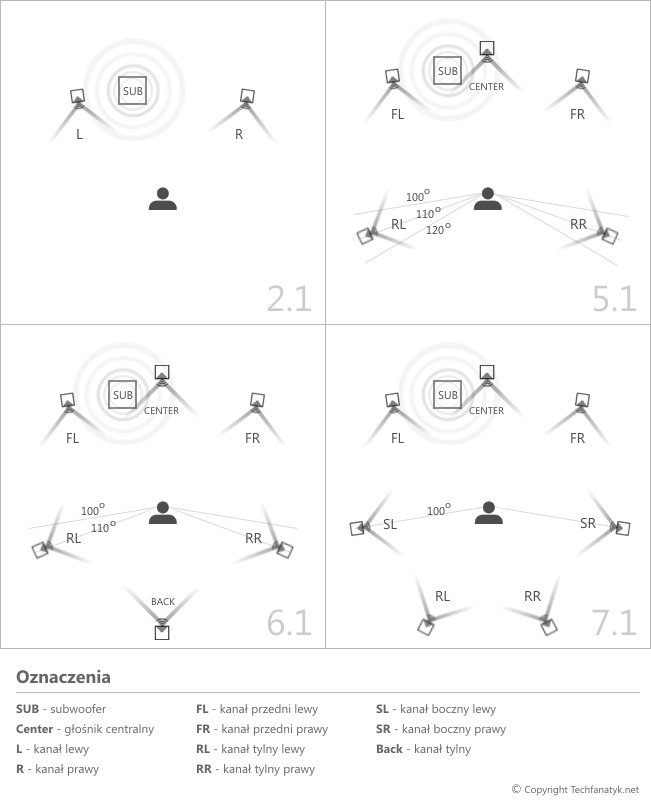 SUB
L
R
2.1
SUB
CENTER
FL
FR
100°
RL
110°
RR
120°
5.1
SUB
CENTER
FL
FR
100°
110°
RL
RR
BACK
6.1
SUB
CENTER
FL
FR
100°
SL
SR
RL
RR
7.1
Oznaczenia
SUB - subwoofer
Center - głośnik centralny
L - kanał lewy
R - kanał prawy
FL - kanał przedni lewy
FR - kanał przedni prawy
RL - kanał tylny lewy
RR - kanał tylny prawy
SL - kanał boczny lewy
SR - kanał boczny prawy
Back - kanał tylny
© Copyright Techfanatyk.net